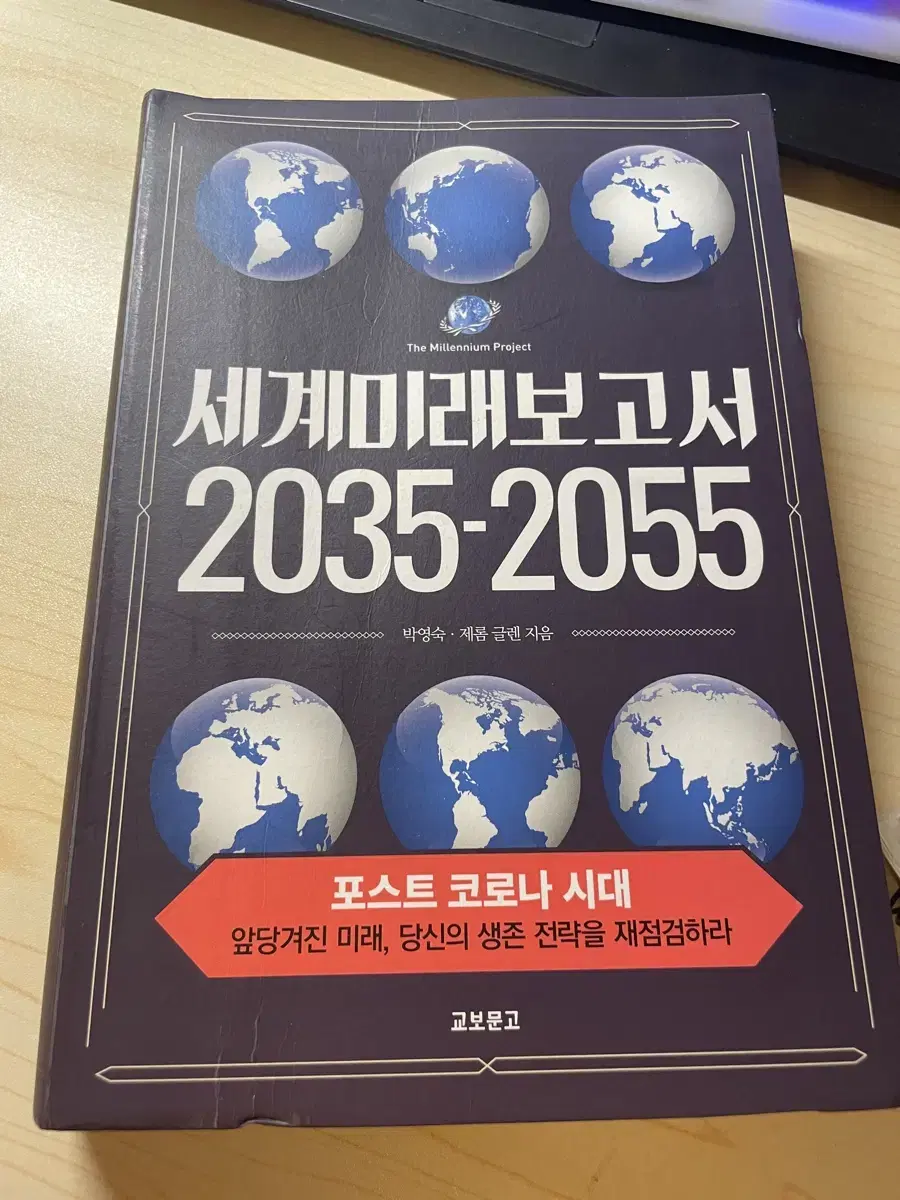 The Millennium Project
세계미래보고서
2035-2055
박영숙 · 제롬 글렌 지음
포스트 코로나 시대
앞당겨진 미래, 당신의 생존 전략을 재점검하라
교보문고